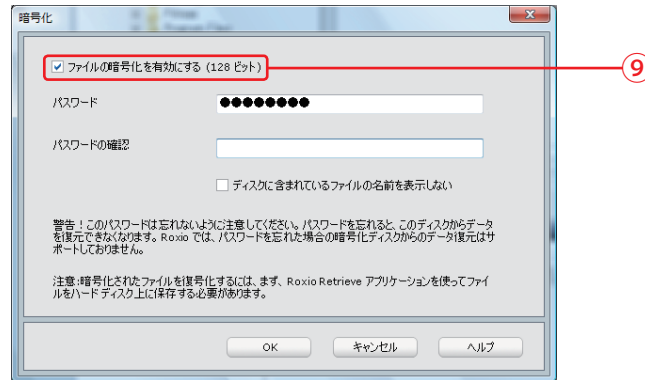 暗号化
ファイルの暗号化を有効にする (128 ビット)
⑨
パスワード
●●●●●●●●
パスワードの確認
ディスクに含まれているファイルの名前を表示しない
警告!このパスワードは忘れないように注意してください。パスワードを忘れると、このディスクからデータ
を復元できなくなります。Roxio では、パスワードを忘れた場合の暗号化ディスクからのデータ復元はサ
ポートしておりません。
注意:暗号化されたファイルを復号化するには、まず、Roxio Retrieve アプリケーションを使ってファイ
ルをハード ディスク上に保存する必要があります。
OK
キャンセル
ヘルプ